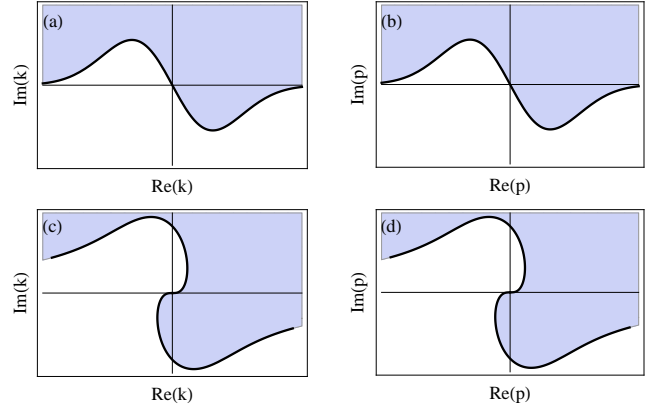 (a)
Im(k)
Re(k)
(b)
Im(p)
Re(p)
(c)
Im(k)
Re(k)
(d)
Im(p)
Re(p)